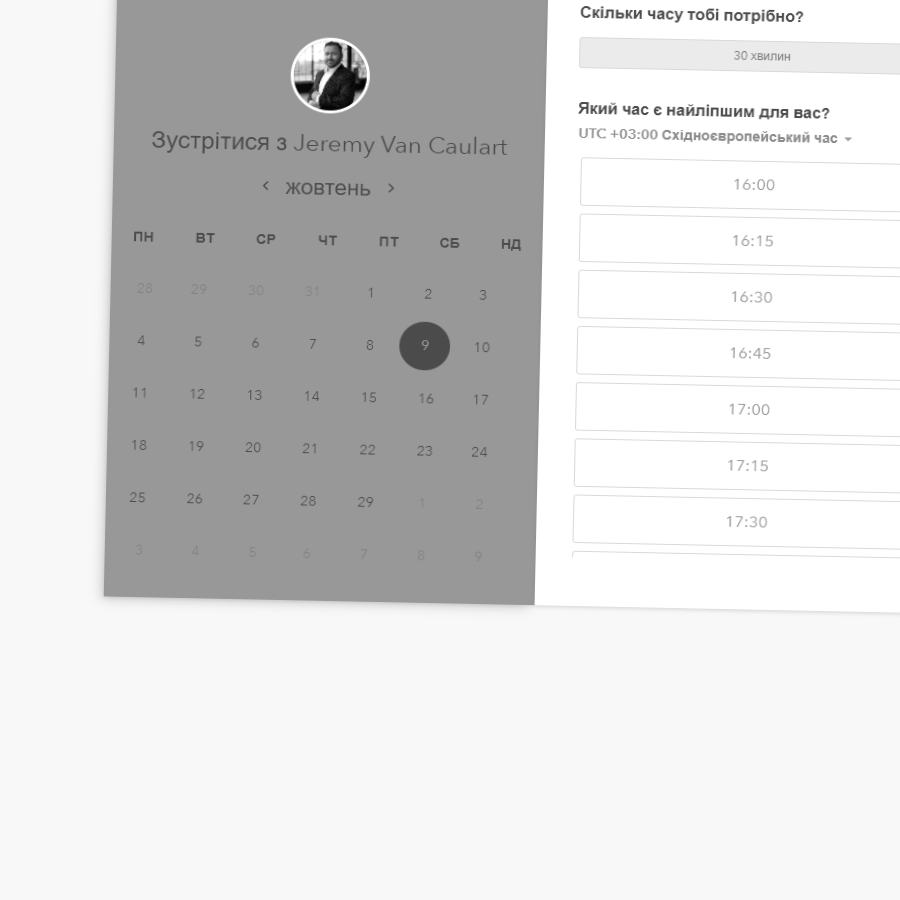 Зустрітися з Jeremy Van Caulart
жовтень
ПН ВТ СР ЧТ ПТ СБ НД
28 29 30 31 1 2 3
4 5 6 7 8 9 10
11 12 13 14 15 16 17
18 19 20 21 22 23 24
25 26 27 28 29 1 2
3 4 5 6 7 8 9
Скільки часу тобі потрібно?
30 хвилин
Який час є найліпшим для вас?
UTC +03:00 Східноєвропейський час
16:00
16:15
16:30
16:45
17:00
17:15
17:30